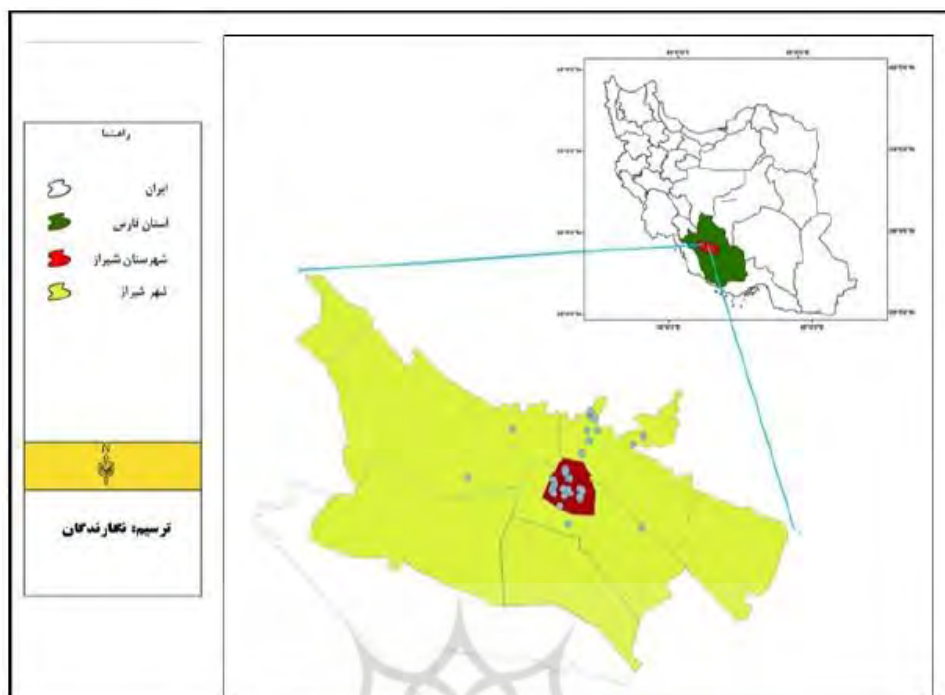 راهنما
ایران
استان فارس
شهرستان شیراز
شهر شیراز
N
ترسیم: نگارندگان